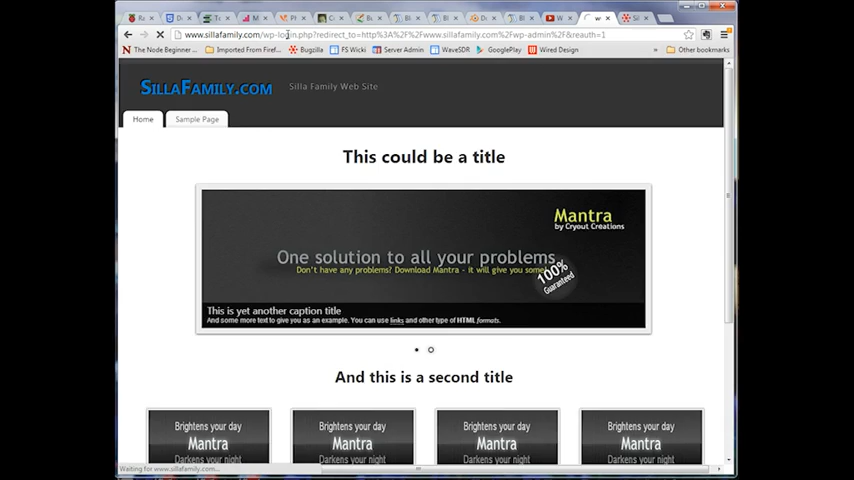 www.sillafamily.com/wp-login.php?redirect_to=http%3A%2F%2Fwww.sillafamily.com%2Fwp-admin%2F&reauth=1
The Node Beginner ... Imported From Firef... Bugzilla FS Wicki Server Admin WaveSDR GooglePlay Wired Design Other bookmarks
SILLAFAMILY.COM Silla Family Web Site
Home Sample Page
This could be a title
Mantra
by Cryout Creations
One solution to all your problems
Don't have any problems? Download Mantra - it will give you some!
100%
Guaranteed
This is yet another caption title
And some more text to give you as an example. You can use links and other type of HTML formats.
And this is a second title
Brightens your day Brightens your day Brightens your day Brightens your day
Mantra Mantra Mantra Mantra
Darkens your night Darkens your night Darkens your night Darkens your night
Waiting for www.sillafamily.com...